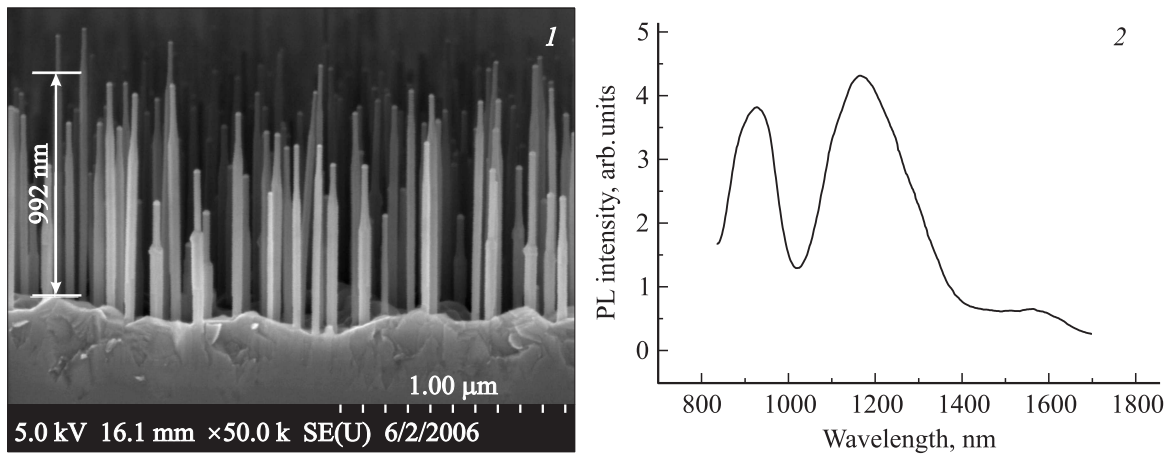 1
992 nm
1.00 µm
5.0 kV 16.1 mm ×50.0 k SE(U) 6/2/2006
2
PL intensity, arb. units
5
4
3
2
1
0
800 1000 1200 1400 1600 1800
Wavelength, nm